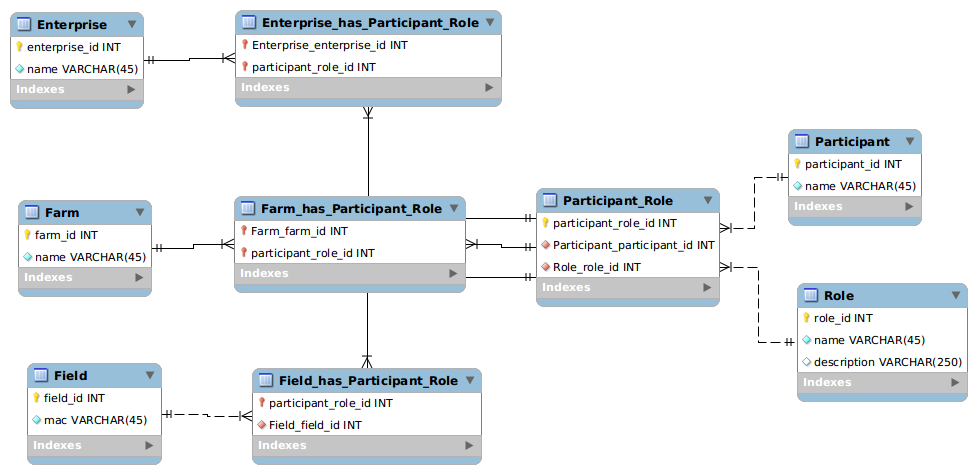 Enterprise
enterprise_id INT
name VARCHAR(45)
Indexes
Enterprise_has_Participant_Role
Enterprise_enterprise_id INT
participant_role_id INT
Indexes
Participant
participant_id INT
name VARCHAR(45)
Indexes
Farm
farm_id INT
name VARCHAR(45)
Indexes
Farm_has_Participant_Role
Farm_farm_id INT
participant_role_id INT
Indexes
Participant_Role
participant_role_id INT
Participant_participant_id INT
Role_role_id INT
Indexes
Role
role_id INT
name VARCHAR(45)
description VARCHAR(250)
Indexes
Field
field_id INT
mac VARCHAR(45)
Indexes
Field_has_Participant_Role
participant_role_id INT
Field_field_id INT
Indexes